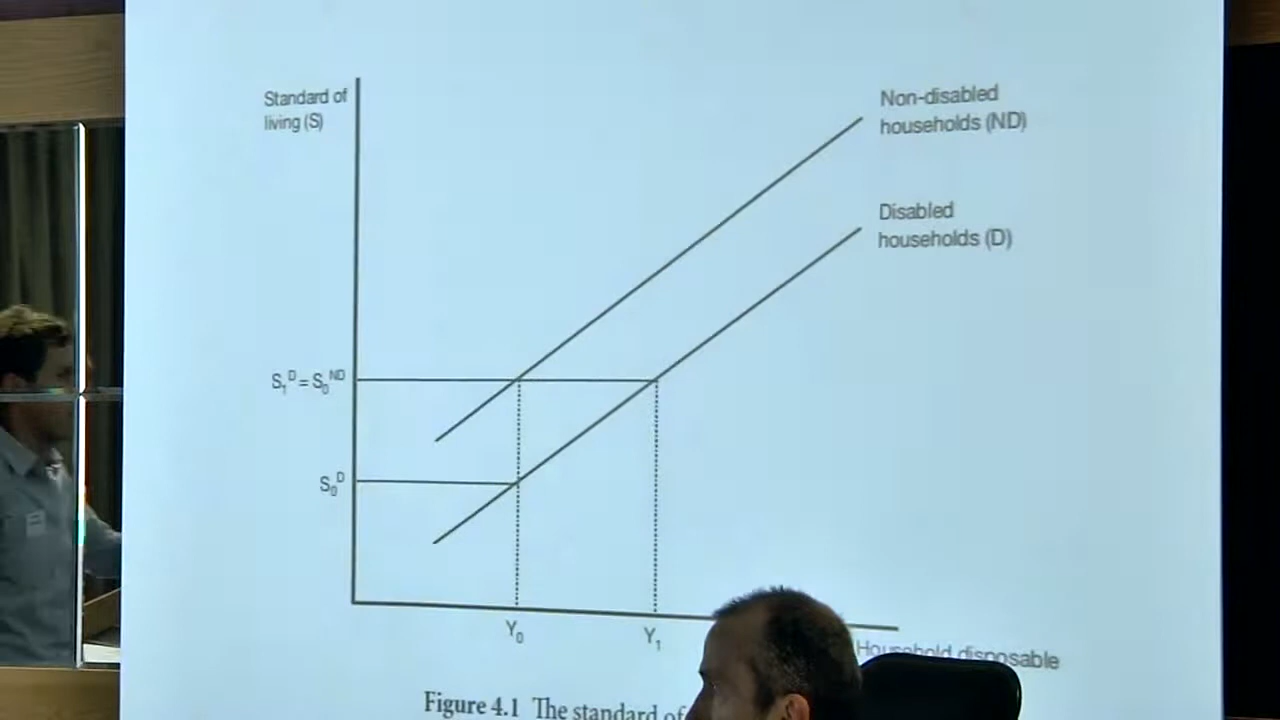 Standard of
living (S)
Non-disabled
households (ND)
Disabled
households (D)
S₁ᴰ = S₀ᴺᴰ
S₀ᴰ
Y₀
Y₁
Household disposable
Figure 4.1 The standard of